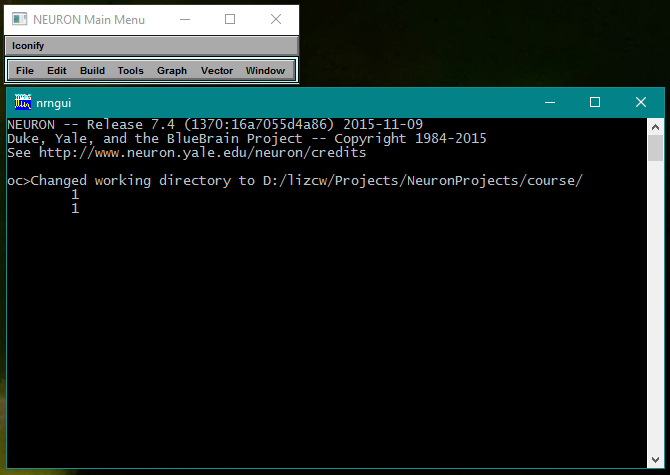 NEURON Main Menu
Iconify
File Edit Build Tools Graph Vector Window
nrngui
NEURON -- Release 7.4 (1370:16a7055d4a86) 2015-11-09
Duke, Yale, and the BlueBrain Project -- Copyright 1984-2015
See http://www.neuron.yale.edu/neuron/credits
oc>Changed working directory to D:/lizcw/Projects/NeuronProjects/course/
1
1